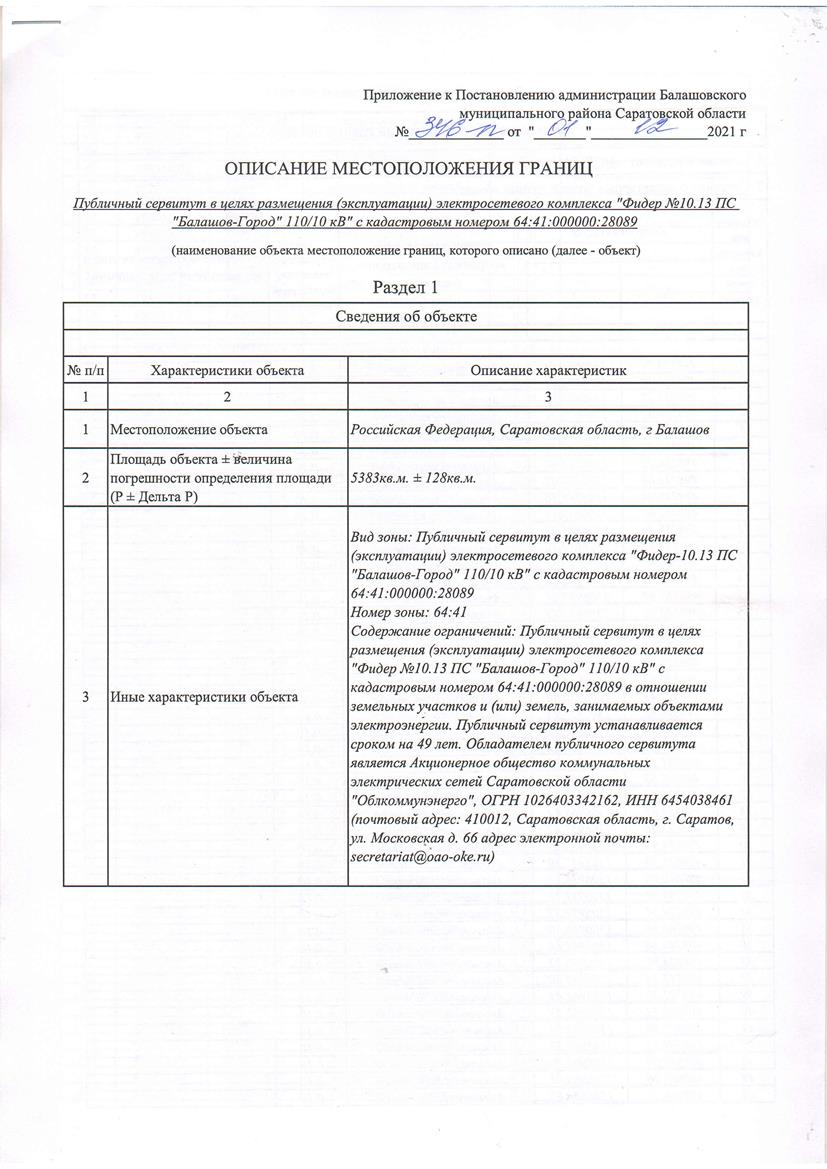 Приложение к Постановлению администрации Балашовского
муниципального района Саратовской области
№ 346-п от "01" 12 2021 г
ОПИСАНИЕ МЕСТОПОЛОЖЕНИЯ ГРАНИЦ
Публичный сервитут в целях размещения (эксплуатации) электросетевого комплекса "Фидер №10.13 ПС
"Балашов-Город" 110/10 кВ" с кадастровым номером 64:41:000000:28089
(наименование объекта местоположение границ, которого описано (далее - объект)
Раздел 1
Сведения об объекте
№ п/п Характеристики объекта Описание характеристик
1 2 3
1 Местоположение объекта Российская Федерация, Саратовская область, г Балашов
2 Площадь объекта ± величина
погрешности определения площади
(Р ± Дельта Р)
5383кв.м. ± 128кв.м.
3 Иные характеристики объекта
Вид зоны: Публичный сервитут в целях размещения
(эксплуатации) электросетевого комплекса "Фидер-10.13 ПС
"Балашов-Город" 110/10 кВ" с кадастровым номером
64:41:000000:28089
Номер зоны: 64:41
Содержание ограничений: Публичный сервитут в целях
размещения (эксплуатации) электросетевого комплекса
"Фидер №10.13 ПС "Балашов-Город" 110/10 кВ" с
кадастровым номером 64:41:000000:28089 в отношении
земельных участков и (или) земель, занимаемых объектами
электроэнергии. Публичный сервитут устанавливается
сроком на 49 лет. Обладателем публичного сервитута
является Акционерное общество коммунальных
электрических сетей Саратовской области
"Облкоммунэнерго", ОГРН 1026403342162, ИНН 6454038461
(почтовый адрес: 410012, Саратовская область, г. Саратов,
ул. Московская д. 66 адрес электронной почты:
secretariat@oao-oke.ru)